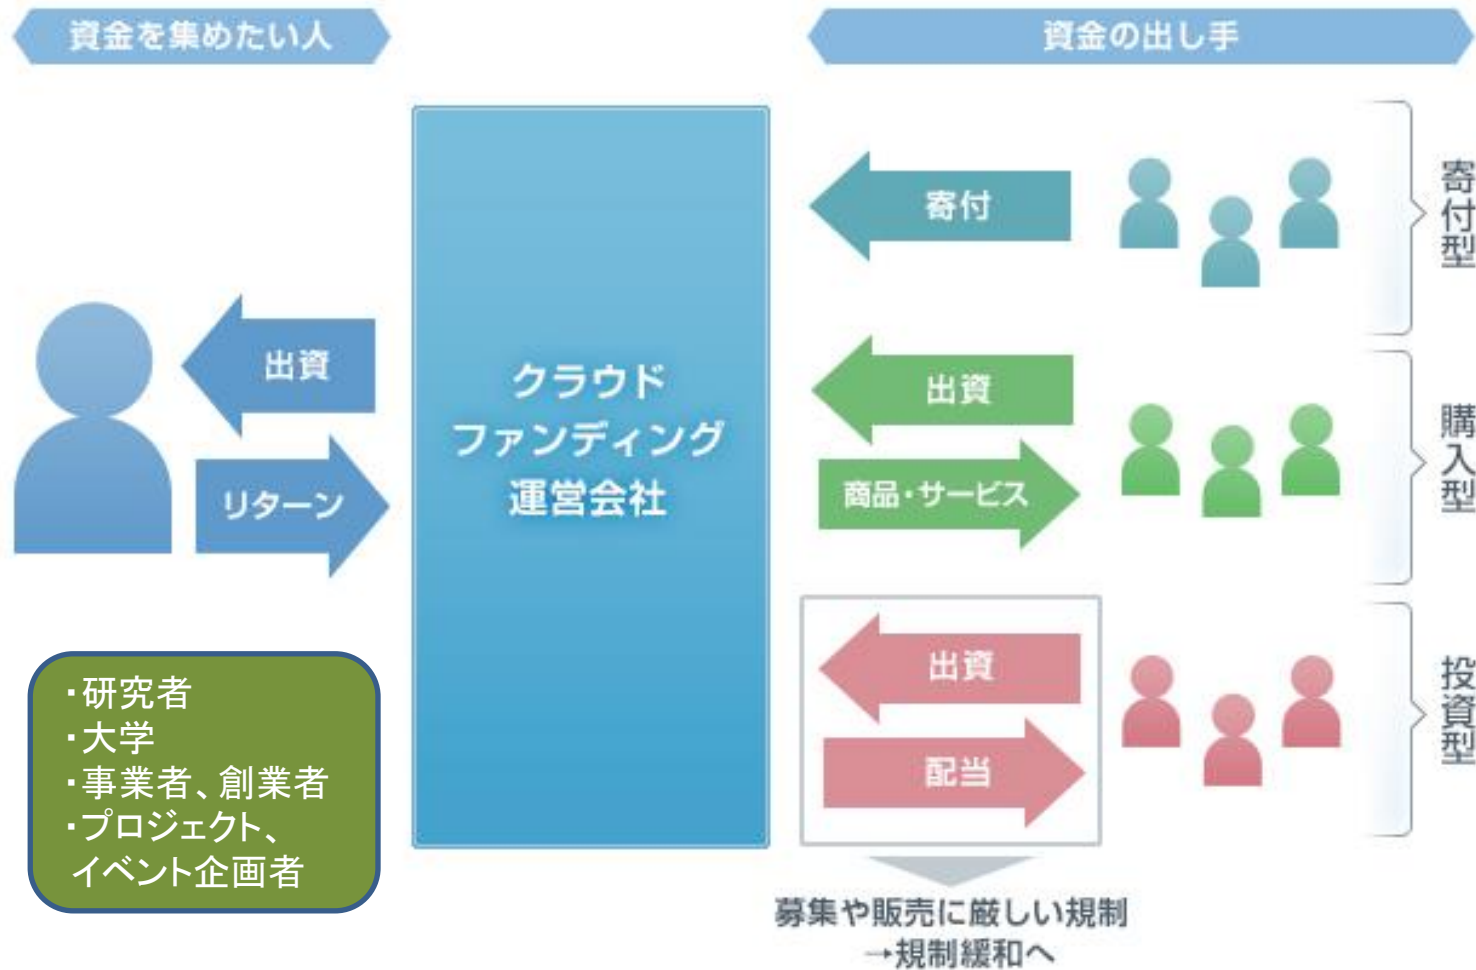 資金を集めたい人
資金の出し手
寄付
寄付型
出資
リターン
クラウド
ファンディング
運営会社
出資
商品・サービス
購入型
出資
配当
投資型
・研究者
・大学
・事業者、創業者
・プロジェクト、
イベント企画者
募集や販売に厳しい規制
→規制緩和へ